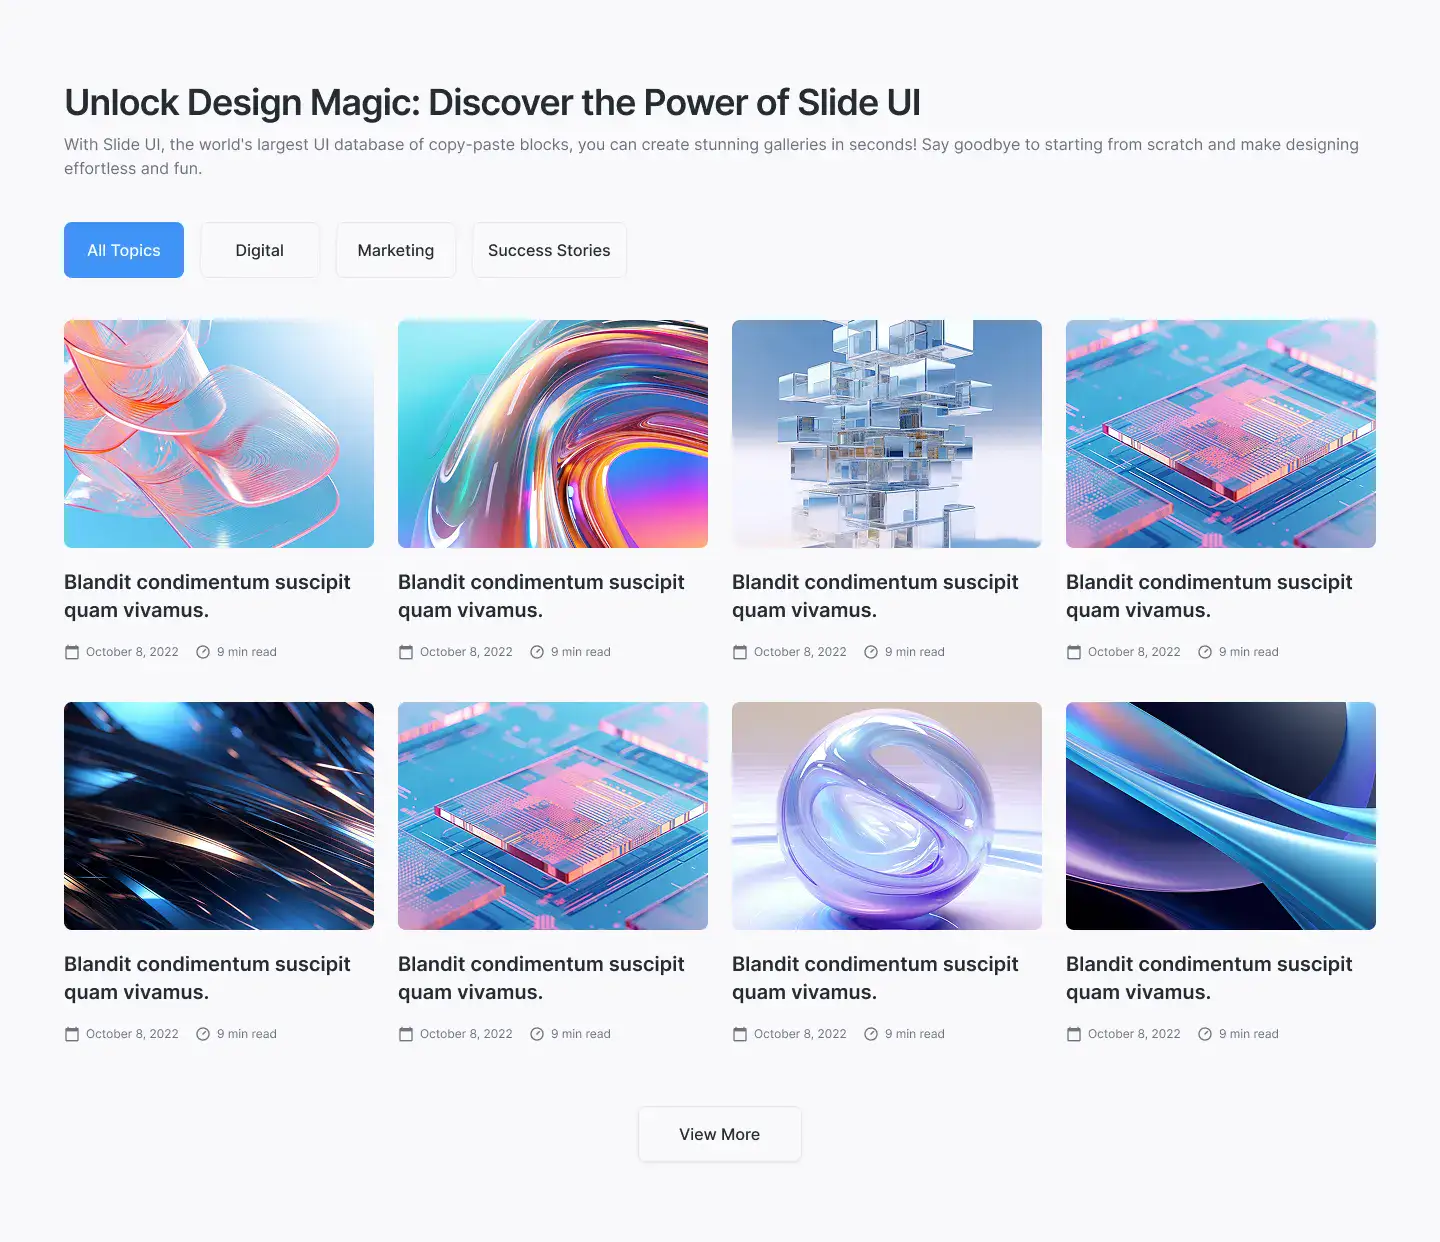 Unlock Design Magic: Discover the Power of Slide UI
With Slide UI, the world's largest UI database of copy-paste blocks, you can create stunning galleries in seconds! Say goodbye to starting from scratch and make designing
effortless and fun.
All Topics
Digital
Marketing
Success Stories
Blandit condimentum suscipit
quam vivamus.
October 8, 2022
9 min read
Blandit condimentum suscipit
quam vivamus.
October 8, 2022
9 min read
Blandit condimentum suscipit
quam vivamus.
October 8, 2022
9 min read
Blandit condimentum suscipit
quam vivamus.
October 8, 2022
9 min read
Blandit condimentum suscipit
quam vivamus.
October 8, 2022
9 min read
Blandit condimentum suscipit
quam vivamus.
October 8, 2022
9 min read
Blandit condimentum suscipit
quam vivamus.
October 8, 2022
9 min read
Blandit condimentum suscipit
quam vivamus.
October 8, 2022
9 min read
View More